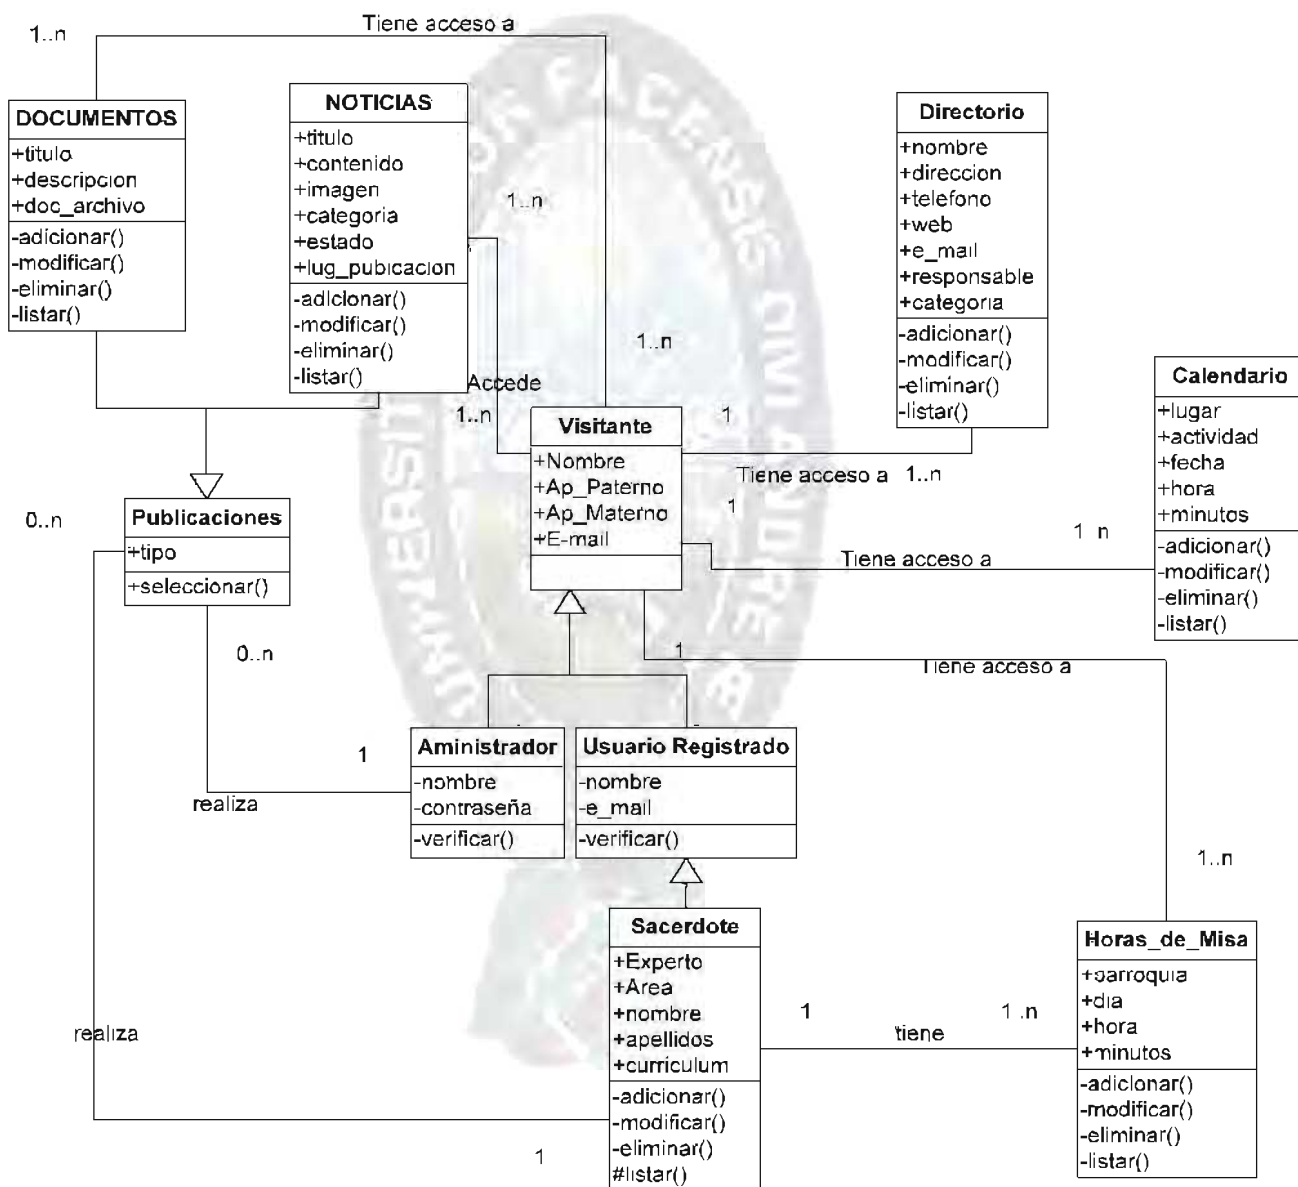 Tiene acceso a
1..n
DOCUMENTOS
+titulo
+descripcion
+doc_archivo
-adicionar()
-modificar()
-eliminar()
-listar()
NOTICIAS
+titulo
+contenido
+imagen
+categoria
+estado
+lug_pubicacion
-adicionar()
-modificar()
-eliminar()
-listar()
1..n
Accede
1..n
1..n
Directorio
+nombre
+direccion
+telefono
+web
+e_mail
+responsable
+categoria
-adicionar()
-modificar()
-eliminar()
-listar()
1
Tiene acceso a 1..n
Visitante
+Nombre
+Ap_Paterno
+Ap_Materno
+E-mail
1
Tiene acceso a
1 n
Calendario
+lugar
+actividad
+fecha
+hora
+minutos
-adicionar()
-modificar()
-eliminar()
-listar()
0..n
Publicaciones
+tipo
+seleccionar()
0..n
1
Tiene acceso a
1
realiza
Aministrador
-nombre
-contraseña
-verificar()
Usuario Registrado
-nombre
-e_mail
-verificar()
1..n
Sacerdote
+Experto
+Area
+nombre
+apellidos
+curriculum
-adicionar()
-modificar()
-eliminar()
#listar()
1
tiene
1 .n
Horas_de_Misa
+parroquia
+dia
+hora
+minutos
-adicionar()
-modificar()
-eliminar()
-listar()
realiza
1